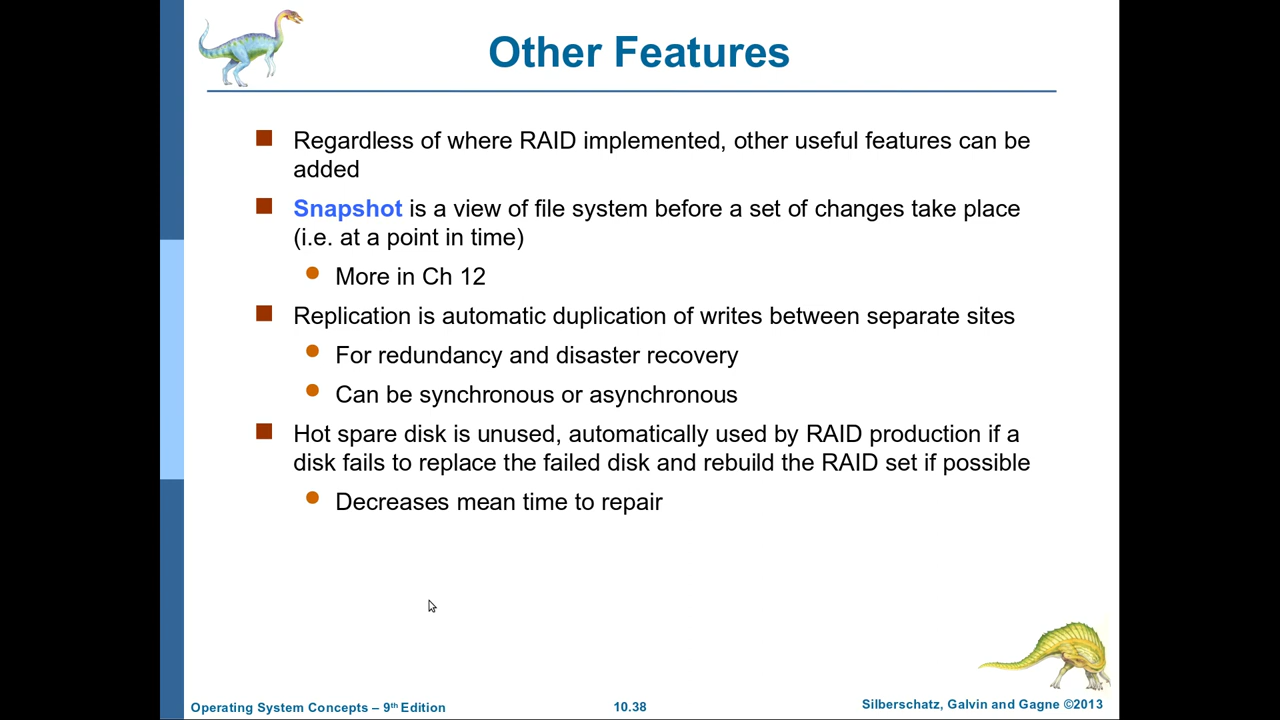 Other Features
Regardless of where RAID implemented, other useful features can be
added
Snapshot is a view of file system before a set of changes take place
(i.e. at a point in time)
More in Ch 12
Replication is automatic duplication of writes between separate sites
For redundancy and disaster recovery
Can be synchronous or asynchronous
Hot spare disk is unused, automatically used by RAID production if a
disk fails to replace the failed disk and rebuild the RAID set if possible
Decreases mean time to repair
Operating System Concepts – 9th Edition
10.38
Silberschatz, Galvin and Gagne ©2013